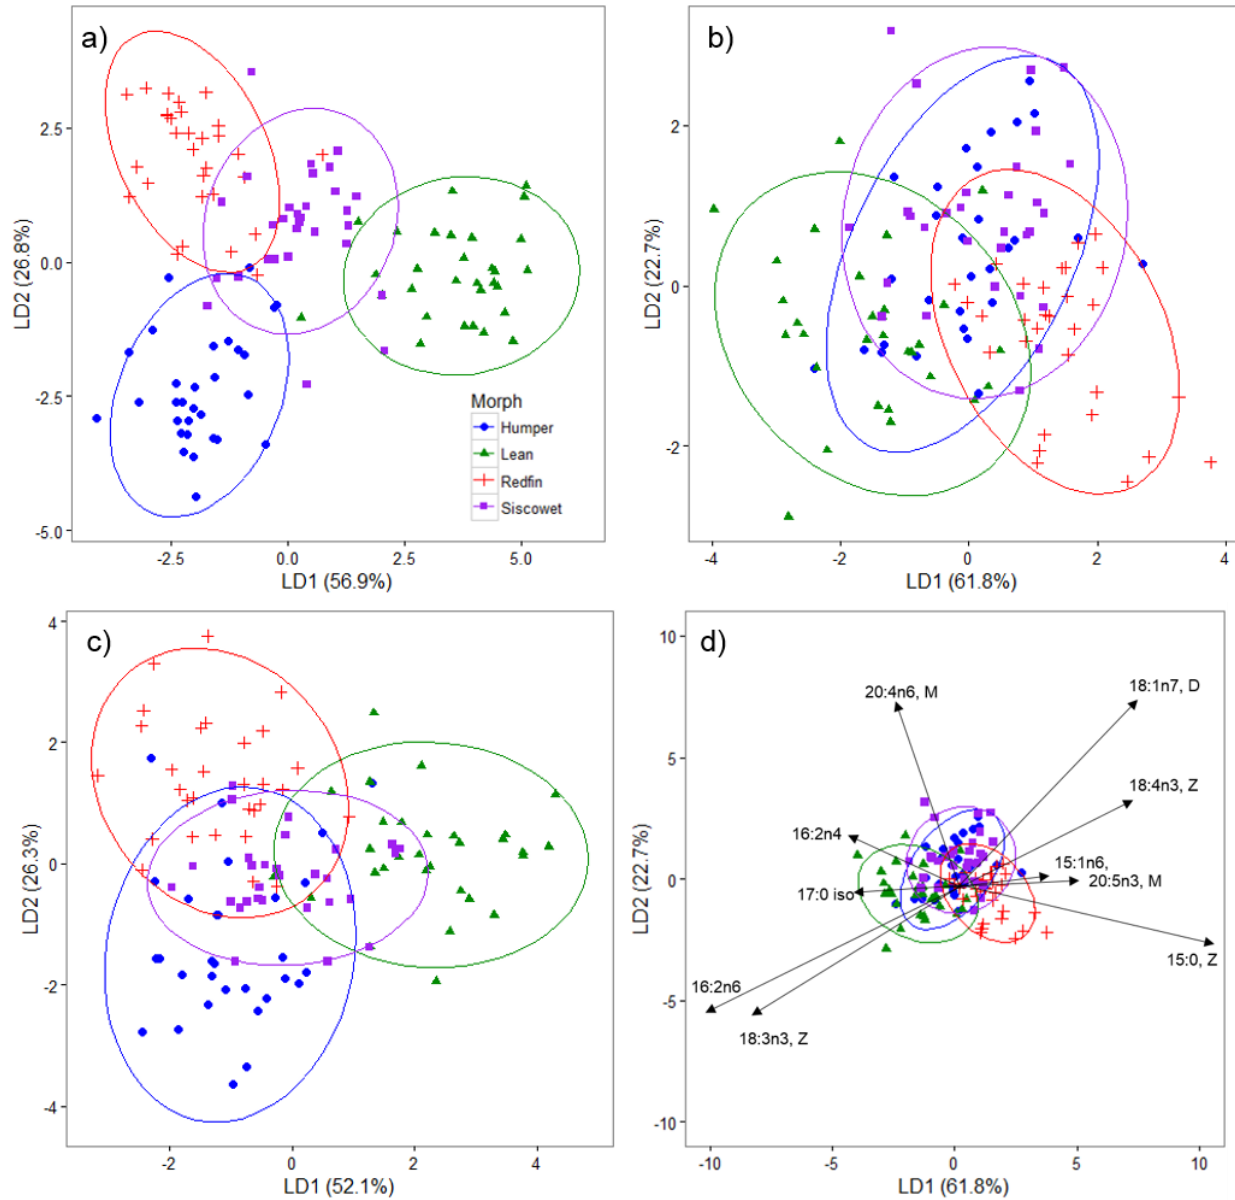 a)
2.5
0.0
-2.5
-5.0
LD2 (26.8%)
-2.5
0.0
2.5
5.0
LD1 (56.9%)
Morph
Humper
Lean
Redfin
Siscowet
b)
2
0
-2
LD2 (22.7%)
-4
-2
0
2
4
LD1 (61.8%)
c)
4
2
0
-2
-4
LD2 (26.3%)
-2
0
2
4
LD1 (52.1%)
d)
10
5
0
-5
-10
LD2 (22.7%)
20:4n6, M
18:1n7, D
18:4n3, Z
16:2n4
15:1n6,
20:5n3, M
17:0 iso
15:0, Z
16:2n6
18:3n3, Z
-10
-5
0
5
10
LD1 (61.8%)